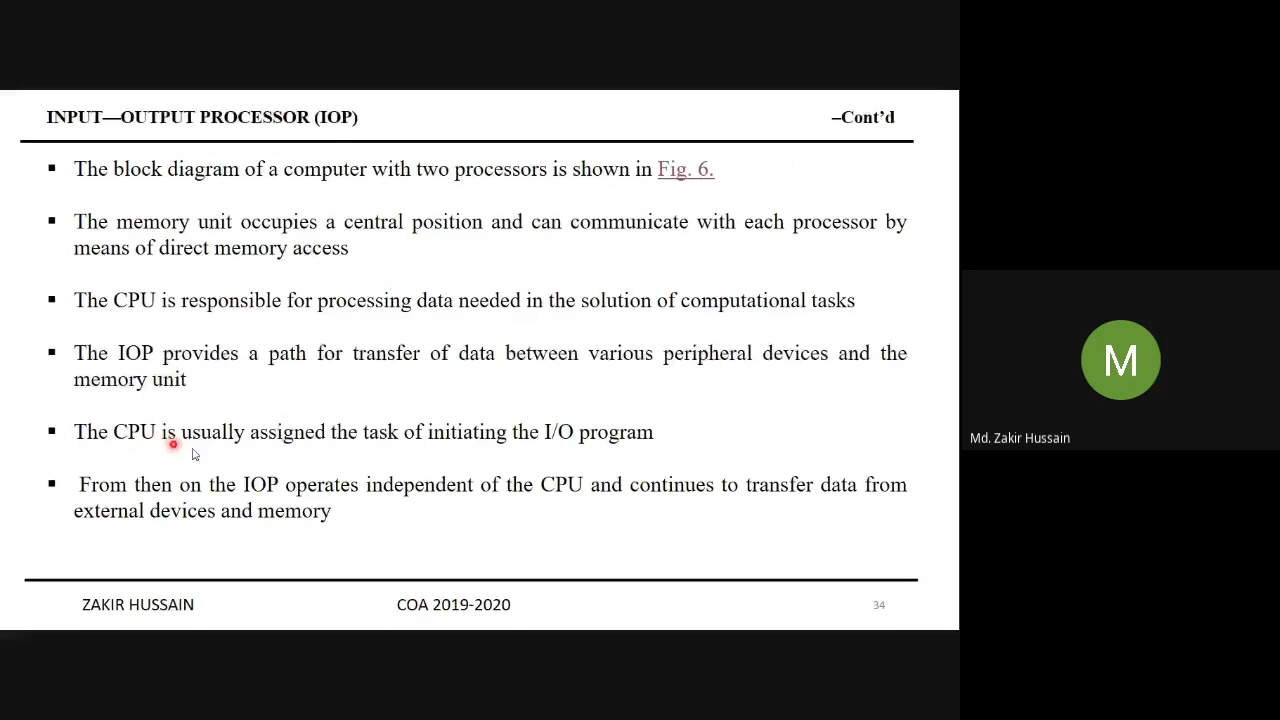 INPUT—OUTPUT PROCESSOR (IOP) –Cont’d
▪ The block diagram of a computer with two processors is shown in Fig. 6.
▪ The memory unit occupies a central position and can communicate with each processor by
means of direct memory access
▪ The CPU is responsible for processing data needed in the solution of computational tasks
▪ The IOP provides a path for transfer of data between various peripheral devices and the
memory unit
▪ The CPU is usually assigned the task of initiating the I/O program
▪ From then on the IOP operates independent of the CPU and continues to transfer data from
external devices and memory
ZAKIR HUSSAIN COA 2019-2020 34
M
Md. Zakir Hussain